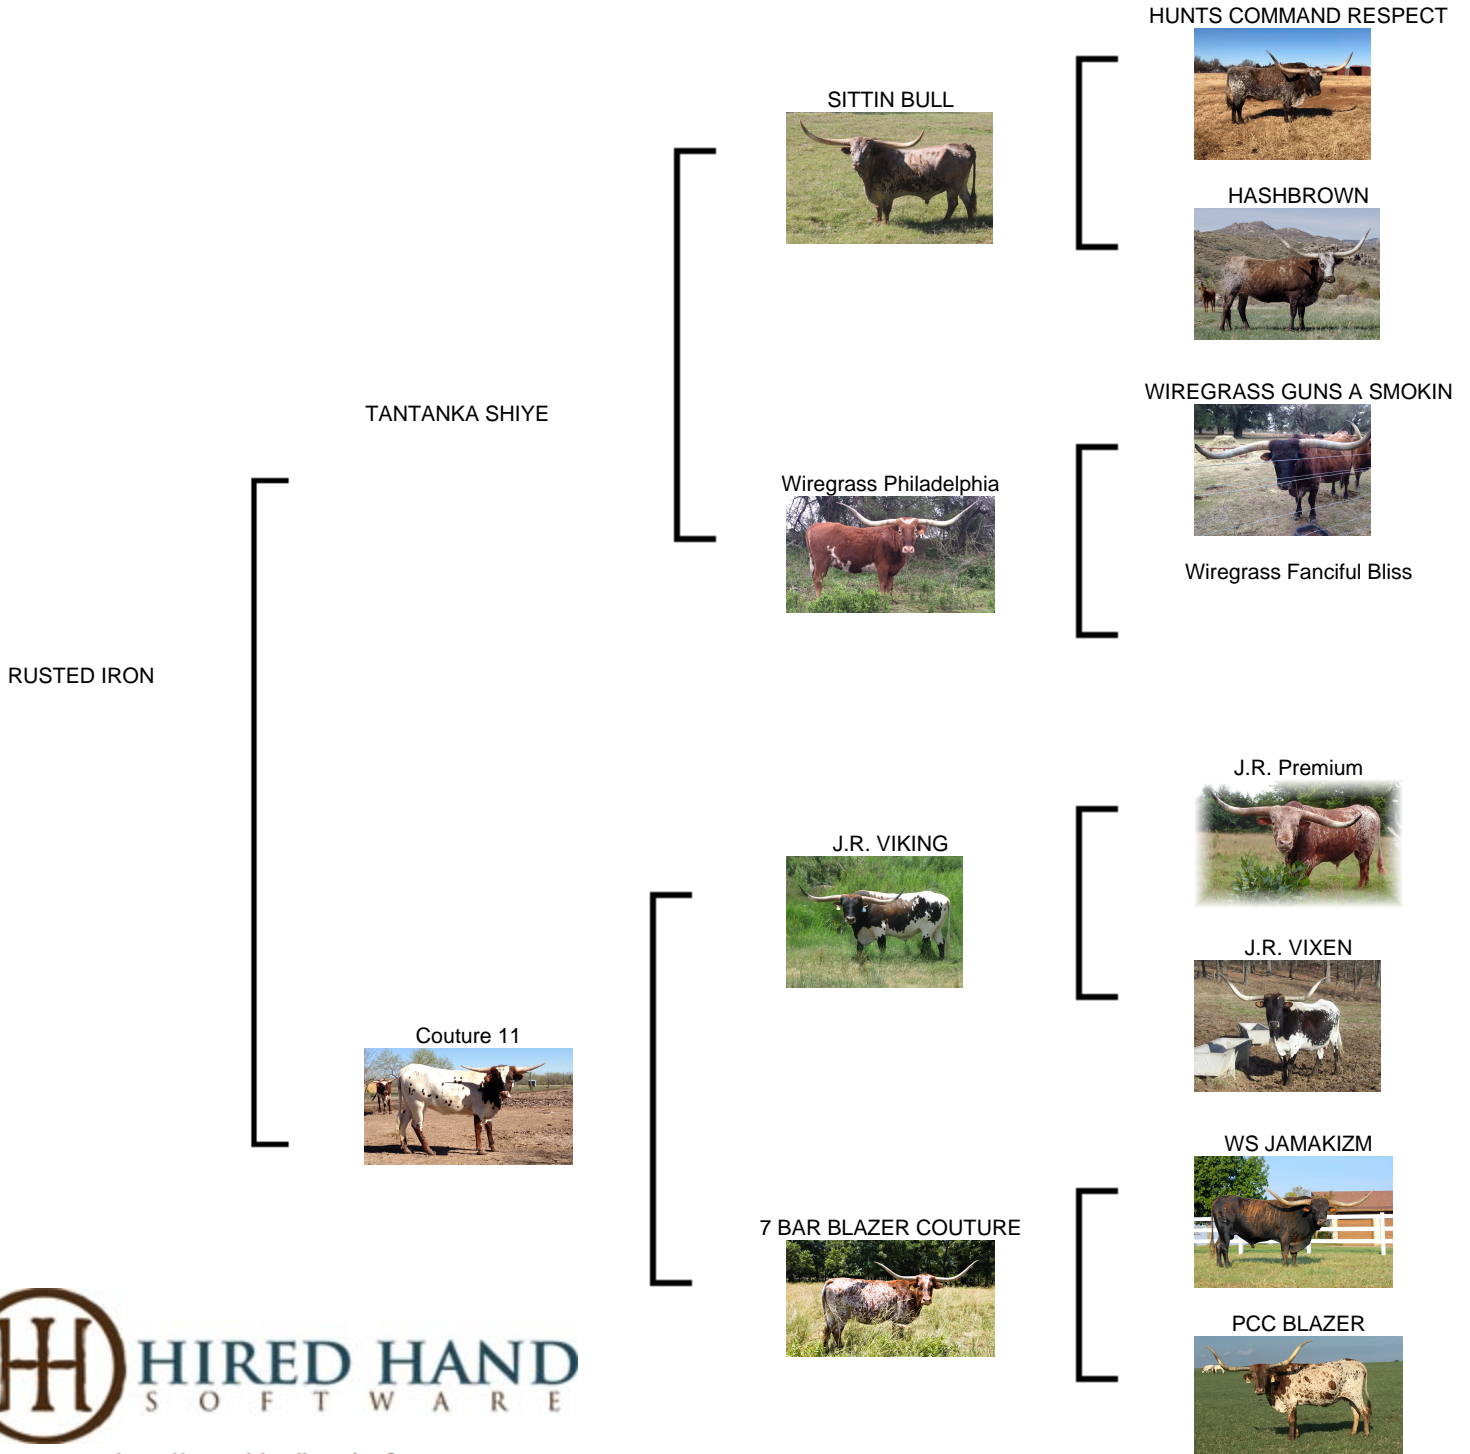 HUNTS COMMAND RESPECT
SITTIN BULL
HASHBROWN
WIREGRASS GUNS A SMOKIN
TANTANKA SHIYE
Wiregrass Philadelphia
Wiregrass Fanciful Bliss
RUSTED IRON
J.R. Premium
J.R. VIKING
J.R. VIXEN
Couture 11
WS JAMAKIZM
7 BAR BLAZER COUTURE
PCC BLAZER
HIRED HAND
SOFTWARE